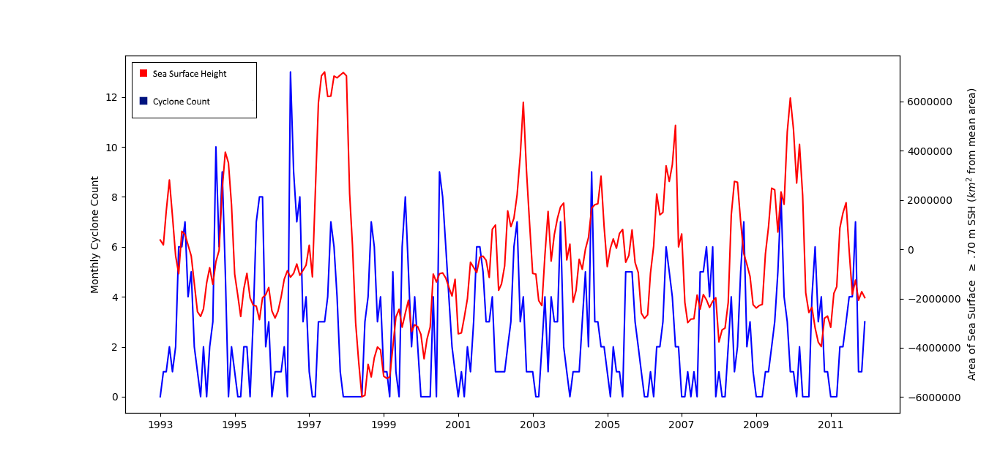 Sea Surface Height
Cyclone Count
Monthly Cyclone Count
12
10
8
6
4
2
0
6000000
4000000
2000000
0
−2000000
−4000000
−6000000
Area of Sea Surface ≥ .70 m SSH (km² from mean area)
1993 1995 1997 1999 2001 2003 2005 2007 2009 2011